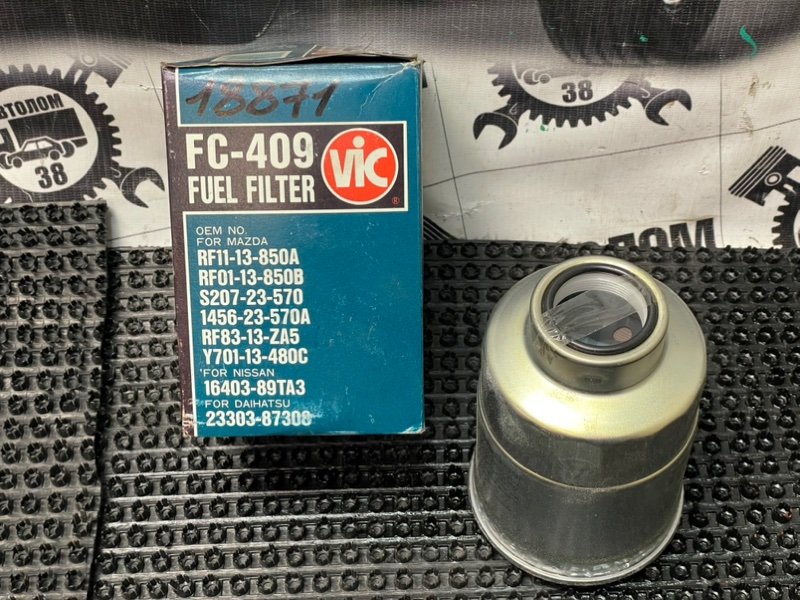 18871
FC-409
FUEL FILTER
VIC
®
OEM NO.
FOR MAZDA
RF11-13-850A
RF01-13-850B
S207-23-570
1456-23-570A
RF83-13-ZA5
Y701-13-480C
FOR NISSAN
16403-89TA3
FOR DAIHATSU
23303-87308
ВТОЛОМ
38
38
ТОЛОМ